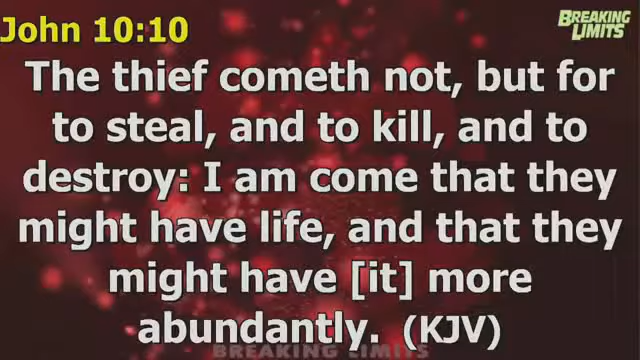 John 10:10
BREAKING
LIMITS
The thief cometh not, but for
to steal, and to kill, and to
destroy: I am come that they
might have life, and that they
might have [it] more
abundantly. (KJV)
BREAKING LIMITS